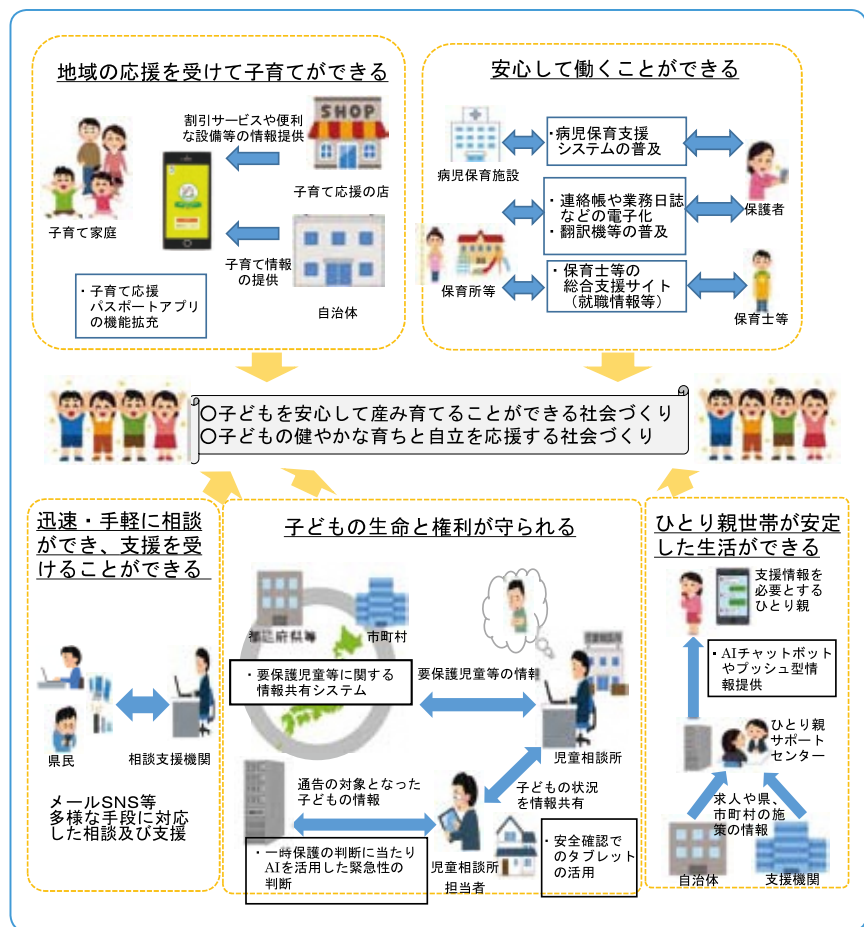 地域の応援を受けて子育てができる
割引サービスや便利
な設備等の情報提供
SHOP
子育て応援の店
子育て家庭
子育て情報
の提供
自治体
・子育て応援
パスポートアプリ
の機能拡充
安心して働くことができる
病児保育施設
・病児保育支援
システムの普及
保護者
・連絡帳や業務日誌
などの電子化
・翻訳機等の普及
保育所等
・保育士等の
総合支援サイト
（就職情報等）
保育士等
〇子どもを安心して産み育てることができる社会づくり
〇子どもの健やかな育ちと自立を応援する社会づくり
迅速・手軽に相談
ができ、支援を受
けることができる
県民
相談支援機関
メールSNS等
多様な手段に対応
した相談及び支援
子どもの生命と権利が守られる
都道府県等
市町村
・要保護児童等に関する
情報共有システム
要保護児童等の情報
児童相談所
児童相談所
通告の対象となった
子どもの情報
子どもの状況
を情報共有
・一時保護の判断に当たり
AIを活用した緊急性の
判断
児童相談所
担当者
・安全確認で
のタブレット
の活用
ひとり親世帯が安定
した生活ができる
支援情報を
必要とする
ひとり親
・AIチャットボット
やプッシュ型情
報提供
ひとり親
サポート
センター
求人や県、
市町村の施
策の情報
自治体
支援機関